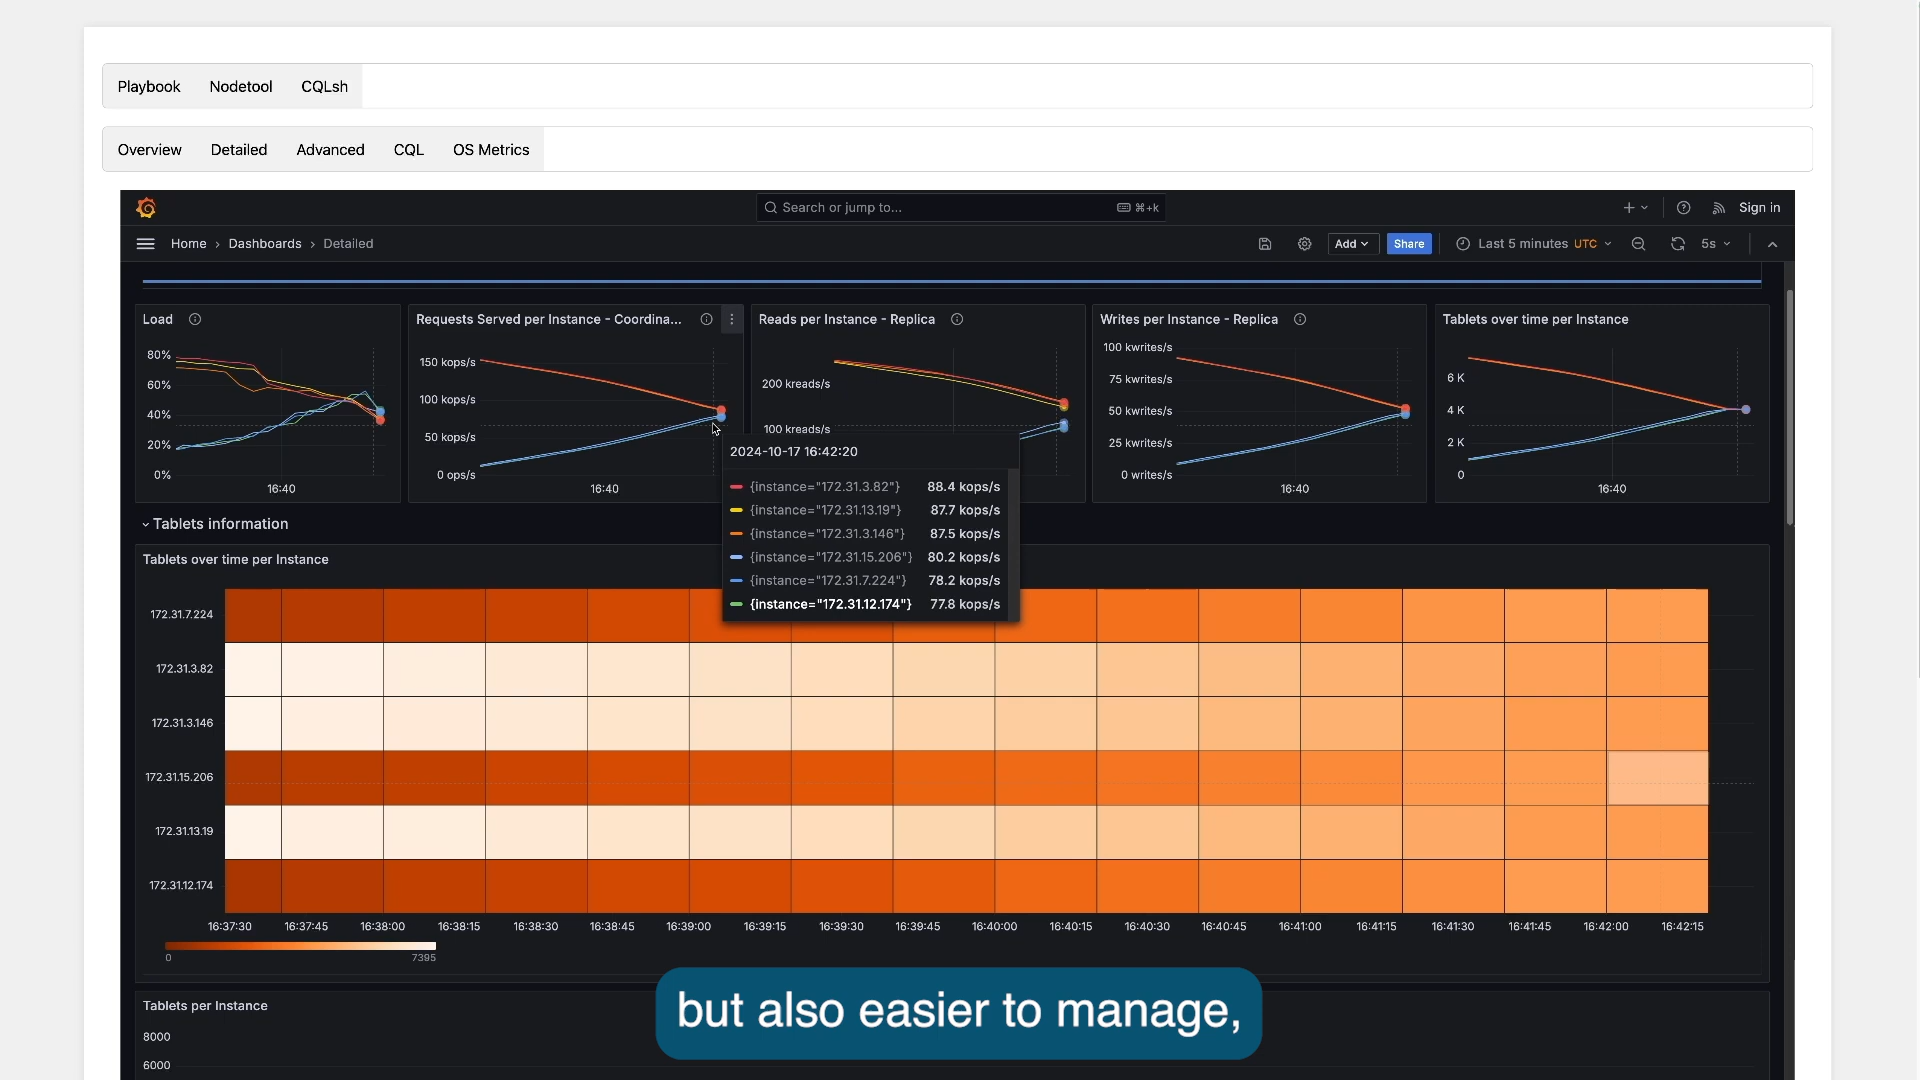 Playbook Nodetool CQLsh
Overview Detailed Advanced CQL OS Metrics
Search or jump to... ⌘+k Sign in
Home › Dashboards › Detailed Add Share Last 5 minutes UTC 5s
Load
80%
60%
40%
20%
0%
16:40
Requests Served per Instance - Coordina...
150 kops/s
100 kops/s
50 kops/s
0 ops/s
16:40
Reads per Instance - Replica
200 kreads/s
100 kreads/s
Writes per Instance - Replica
100 kwrites/s
75 kwrites/s
50 kwrites/s
25 kwrites/s
0 writes/s
16:40
Tablets over time per Instance
6 K
4 K
2 K
0
16:40
2024-10-17 16:42:20
{instance="172.31.3.82"} 88.4 kops/s
{instance="172.31.13.19"} 87.7 kops/s
{instance="172.31.3.146"} 87.5 kops/s
{instance="172.31.15.206"} 80.2 kops/s
{instance="172.31.7.224"} 78.2 kops/s
{instance="172.31.12.174"} 77.8 kops/s
Tablets information
Tablets over time per Instance
172.31.7.224
172.31.3.82
172.31.3.146
172.31.15.206
172.31.13.19
172.31.12.174
16:37:30 16:37:45 16:38:00 16:38:15 16:38:30 16:38:45 16:39:00 16:39:15 16:39:30 16:39:45 16:40:00 16:40:15 16:40:30 16:40:45 16:41:00 16:41:15 16:41:30 16:41:45 16:42:00 16:42:15
0 7395
Tablets per Instance
8000
6000
but also easier to manage,